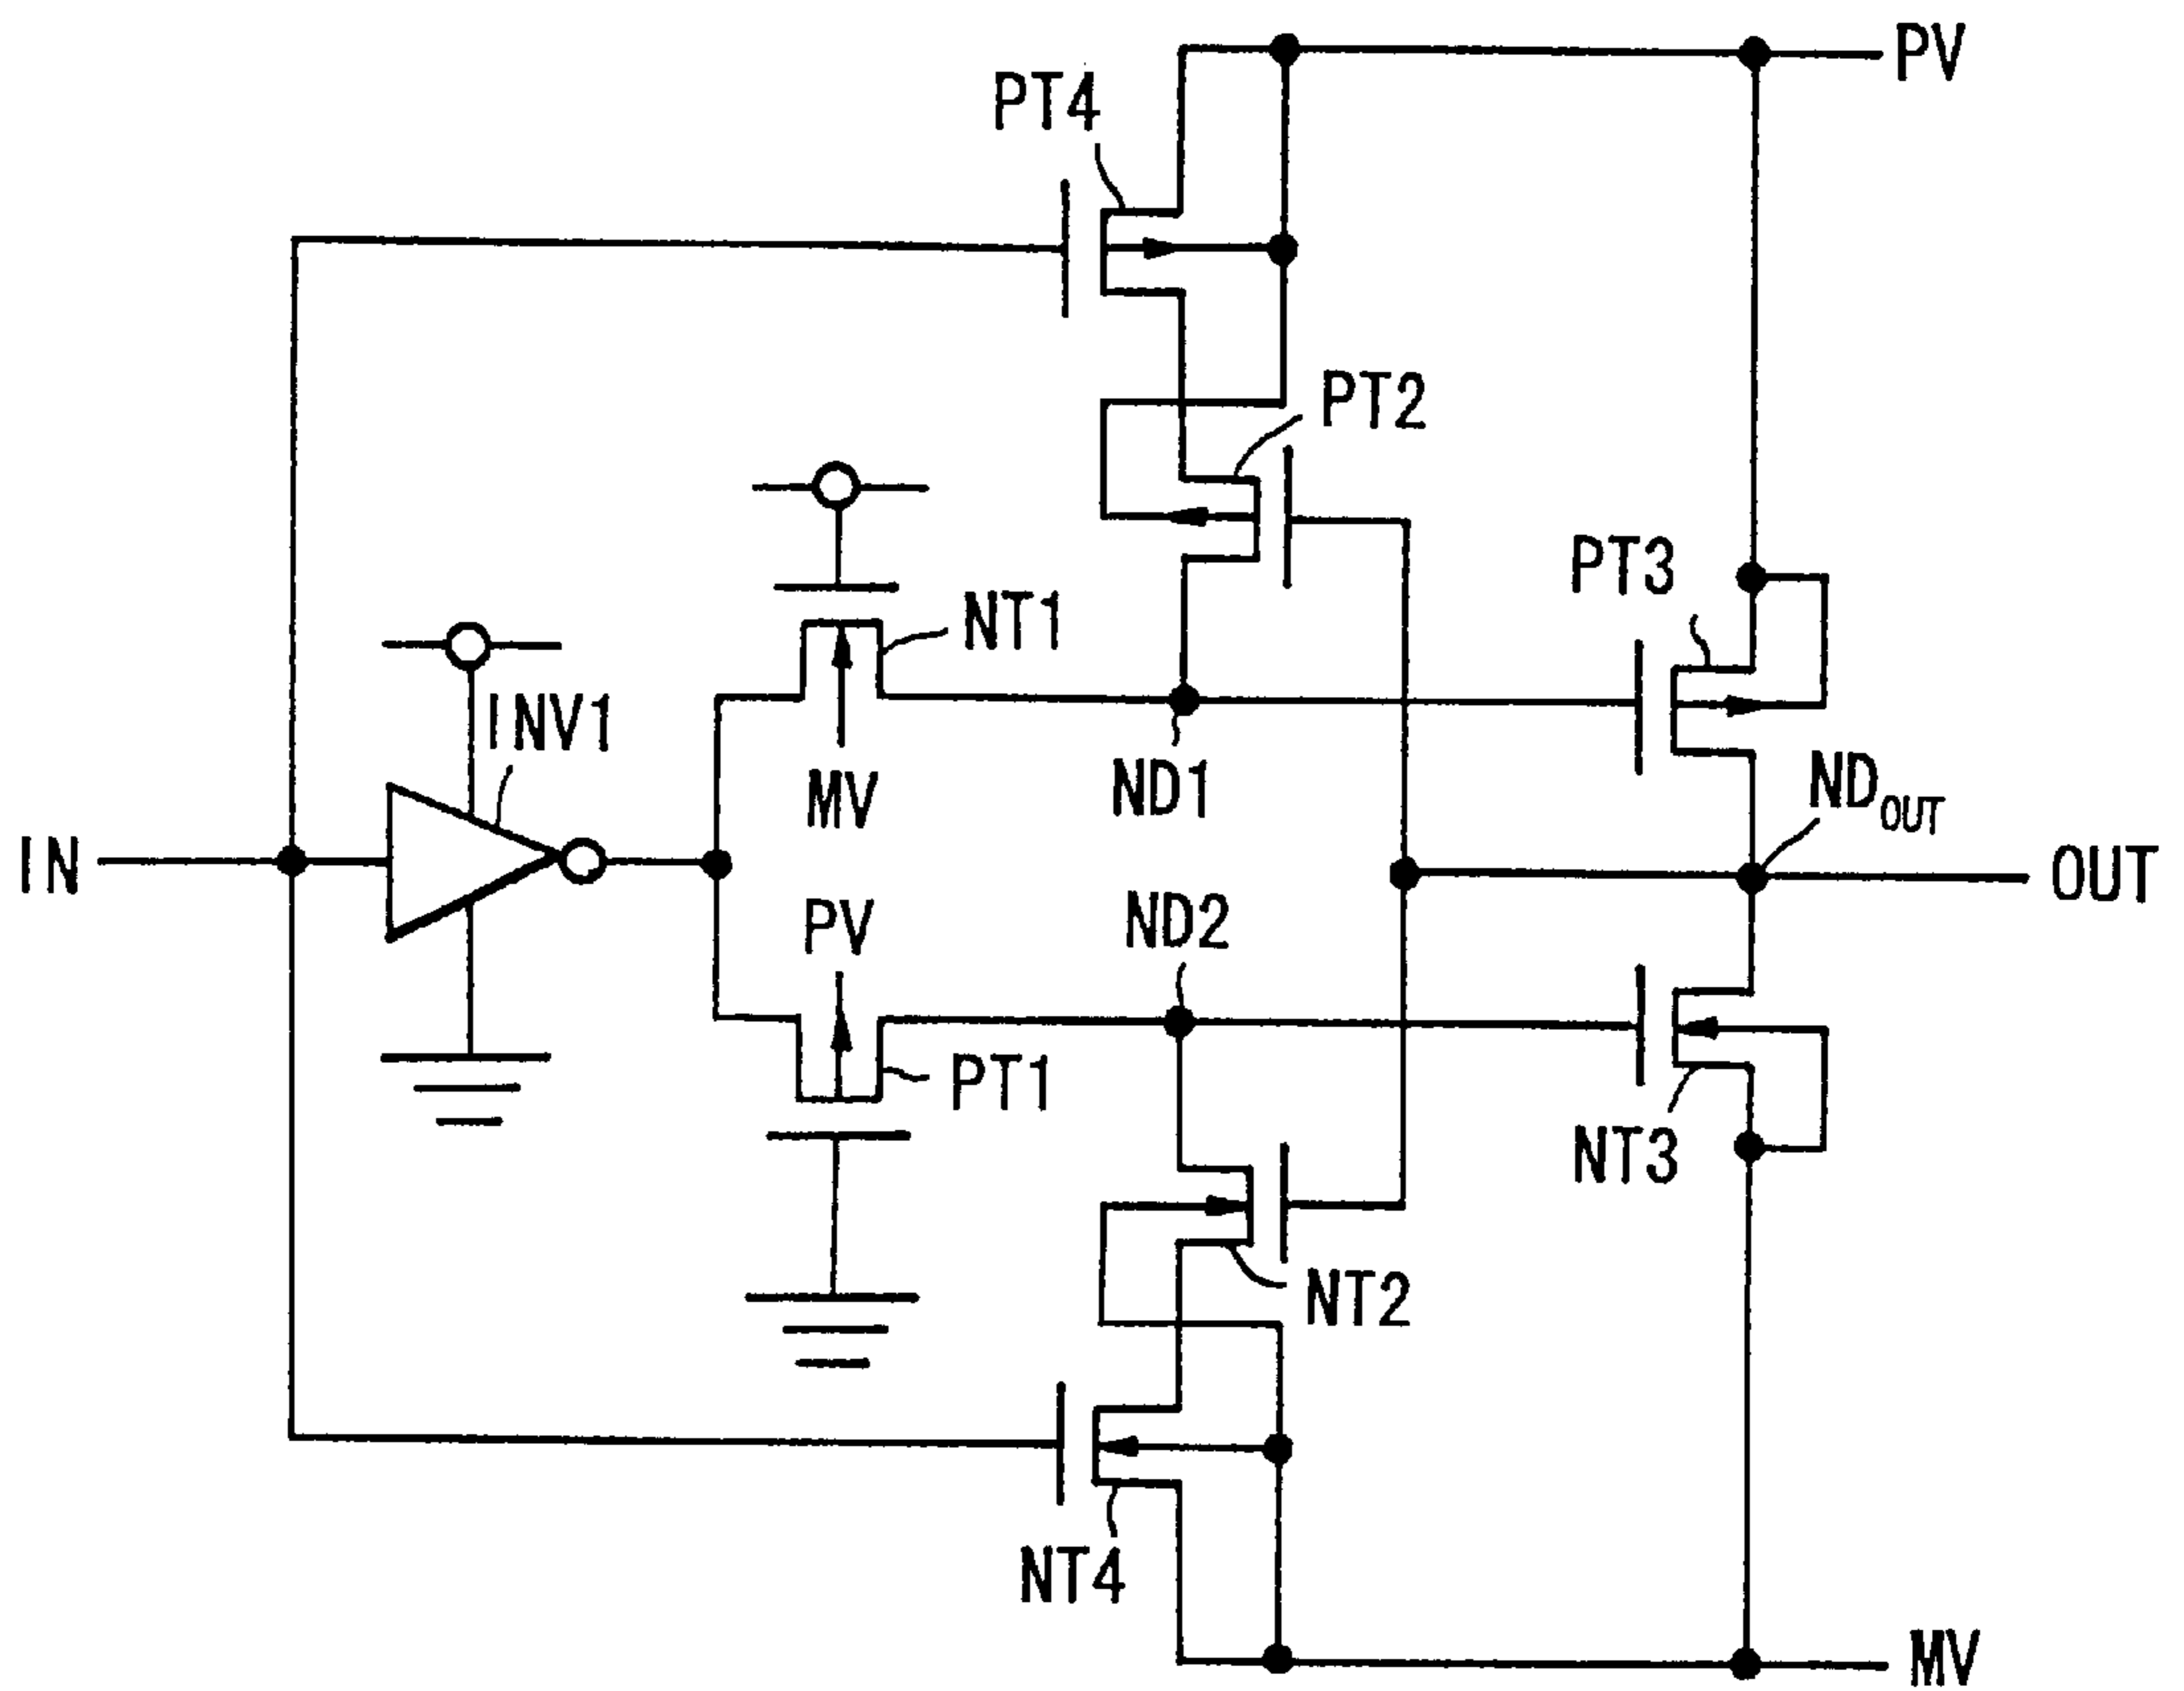 PV
PT4
PT2
PT3
NT1
INV1
MV
ND1
NDOUT
IN
OUT
PV
ND2
PT1
NT3
NT2
NT4
MV